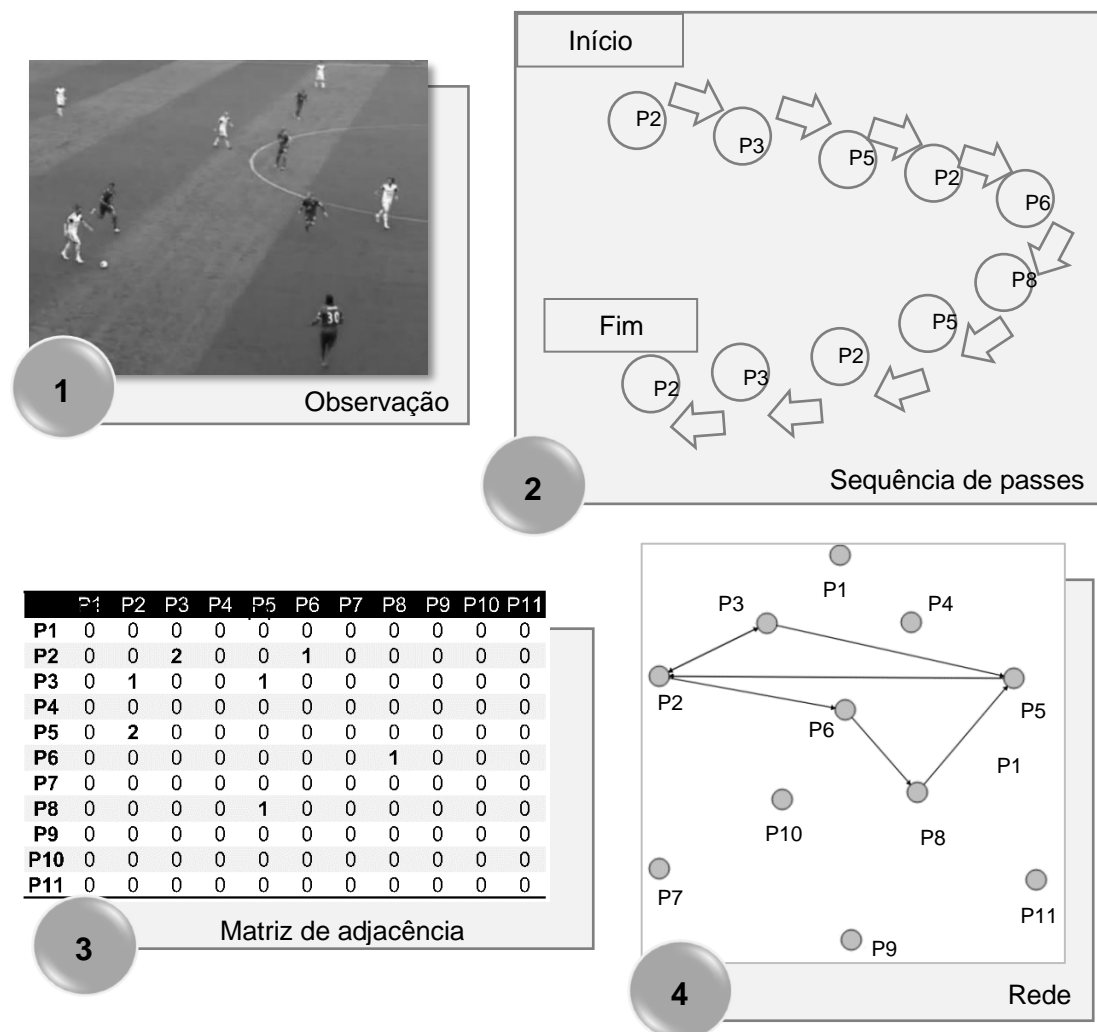 Início
P2
P3
P5
P2
P6
P8
P5
P2
P3
P2
Fim
Sequência de passes
2
30
1
Observação
P1 P2 P3 P4 P5 P6 P7 P8 P9 P10 P11
P1 0 0 0 0 0 0 0 0 0 0 0
P2 0 0 2 0 0 1 0 0 0 0 0
P3 0 1 0 0 1 0 0 0 0 0 0
P4 0 0 0 0 0 0 0 0 0 0 0
P5 0 2 0 0 0 0 0 0 0 0 0
P6 0 0 0 0 0 0 0 1 0 0 0
P7 0 0 0 0 0 0 0 0 0 0 0
P8 0 0 0 0 1 0 0 0 0 0 0
P9 0 0 0 0 0 0 0 0 0 0 0
P10 0 0 0 0 0 0 0 0 0 0 0
P11 0 0 0 0 0 0 0 0 0 0 0
Matriz de adjacência
3
P1
P3
P4
P2
P5
P6
P1
P10
P8
P7
P11
P9
4
Rede